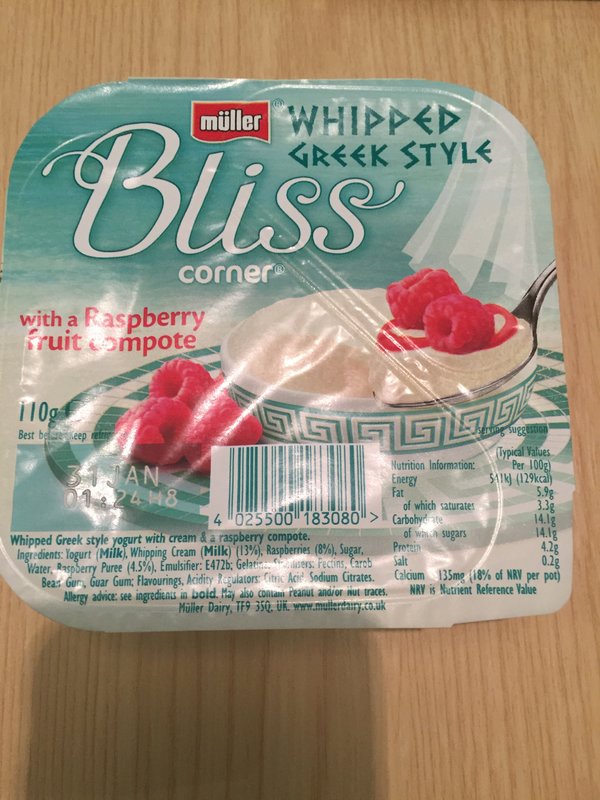 müller®
WHIPPED
GREEK STYLE
Bliss
corner®
with a Raspberry
fruit compote
110g
serving suggestion
Best before keep
31 JAN
01:24 H8
4 025500 183080 >
(Typical Values
Nutrition Information: Per 100g)
Energy 541kJ (129kcal)
Fat 5.9g
of which saturates 3.3g
Carbohydrate 14.1g
of which sugars 14.1g
Protein 4.2g
Salt 0.2g
Calcium 135mg (18% of NRV per pot)
NRV is Nutrient Reference Value
Whipped Greek style yogurt with cream & a raspberry compote.
Ingredients: Yogurt (Milk), Whipping Cream (Milk) (13%), Raspberries (8%), Sugar,
Water, Raspberry Puree (4.5%), Emulsifier: E472b; Gelatine, Stabilisers: Pectins, Carob
Bean Gum, Guar Gum; Flavourings, Acidity Regulators: Citric Acid, Sodium Citrates.
Allergy advice: see ingredients in bold. May also contain Peanut and/or Nut traces.
Müller Dairy, TF9 3SQ, UK. www.mullerdairy.co.uk